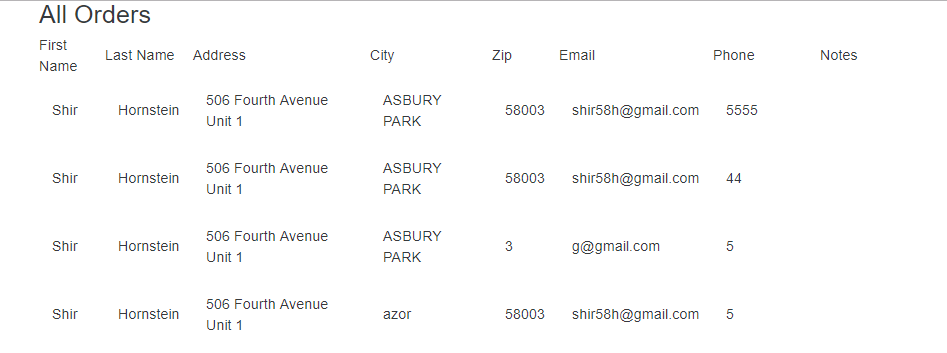 All Orders
First Name Last Name Address City Zip Email Phone Notes
Shir Hornstein 506 Fourth Avenue Unit 1 ASBURY PARK 58003 shir58h@gmail.com 5555
Shir Hornstein 506 Fourth Avenue Unit 1 ASBURY PARK 58003 shir58h@gmail.com 44
Shir Hornstein 506 Fourth Avenue Unit 1 ASBURY PARK 3 g@gmail.com 5
Shir Hornstein 506 Fourth Avenue Unit 1 azor 58003 shir58h@gmail.com 5